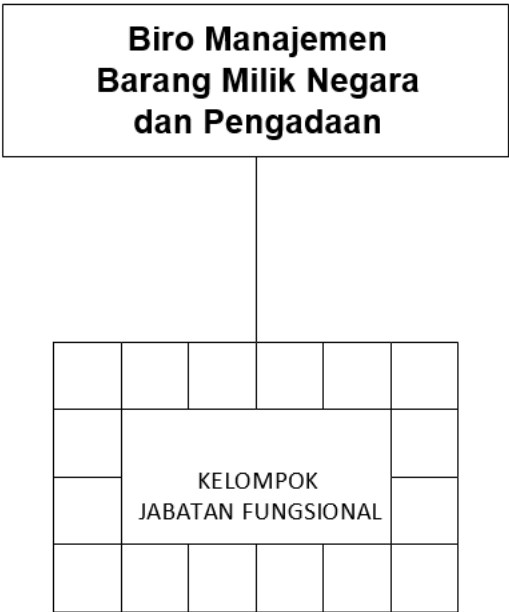 Biro Manajemen
Barang Milik Negara
dan Pengadaan
KELOMPOK
JABATAN FUNGSIONAL